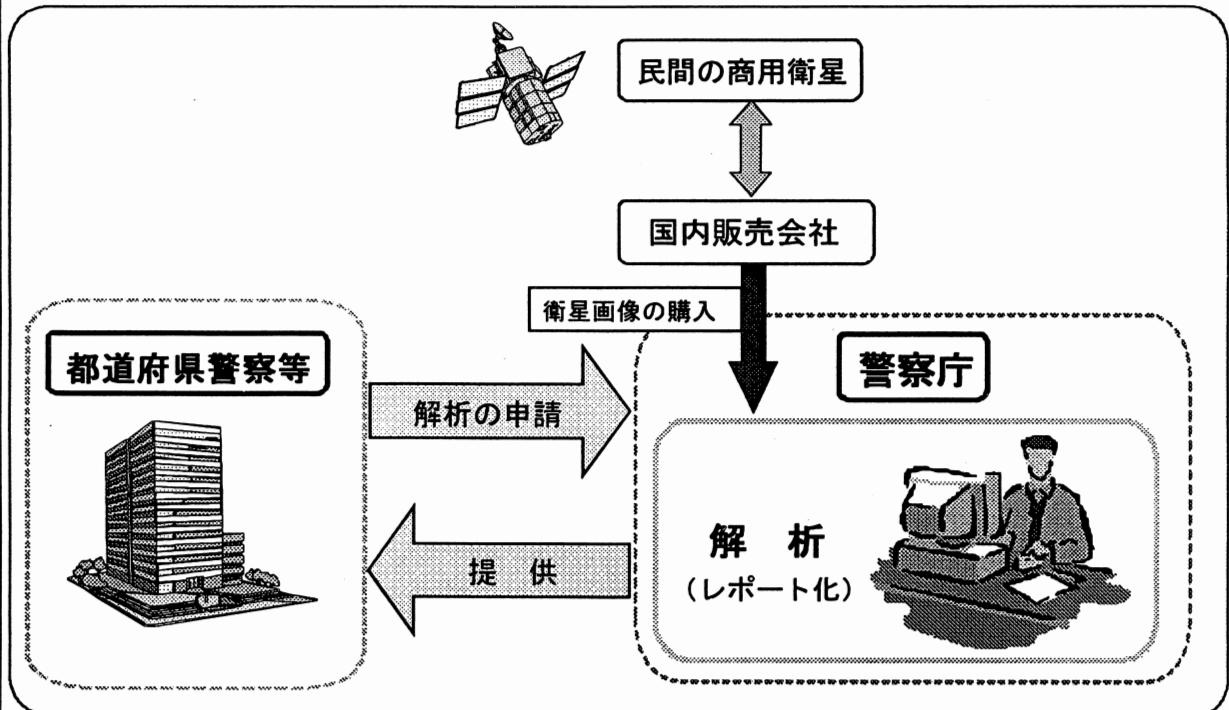 民間の商用衛星
国内販売会社
衛星画像の購入
都道府県警察等
警察庁
解析の申請
解 析
(レポート化)
提 供